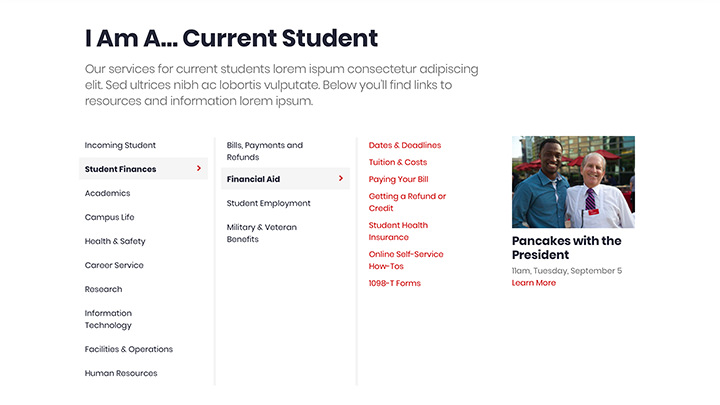 I Am A... Current Student
Our services for current students lorem ispum consectetur adipiscing
elit. Sed ultrices nibh ac lobortis vulputate. Below you'll find links to
resources and information lorem ipsum.
Incoming Student
Student Finances
Academics
Campus Life
Health & Safety
Career Service
Research
Information
Technology
Facilities & Operations
Human Resources
Bills, Payments and
Refunds
Financial Aid
Student Employment
Military & Veteran
Benefits
Dates & Deadlines
Tuition & Costs
Paying Your Bill
Getting a Refund or
Credit
Student Health
Insurance
Online Self-Service
How-Tos
1098-T Forms
Pancakes with the
President
11am, Tuesday, September 5
Learn More